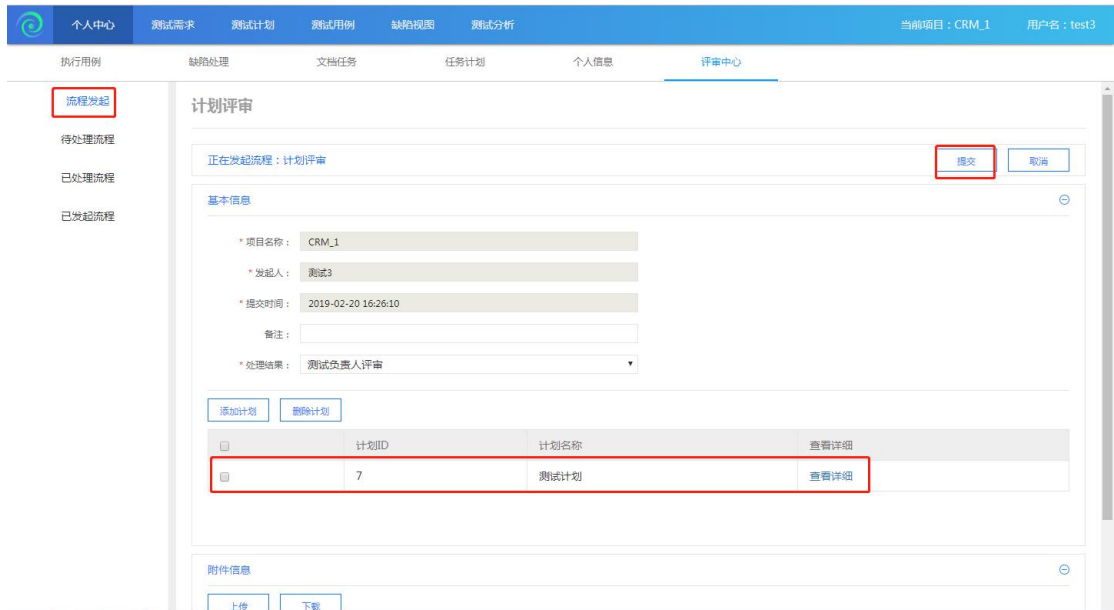 个人中心 测试需求 测试计划 测试用例 缺陷视图 测试分析 当前项目：CRM_1 用户名：test3
执行用例 缺陷处理 文档任务 任务计划 个人信息 评审中心
流程发起
待处理流程
已处理流程
已发起流程
计划评审
正在发起流程：计划评审 提交 取消
基本信息
* 项目名称： CRM_1
* 发起人： 测试3
* 提交时间： 2019-02-20 16:26:10
备注：
* 处理结果： 测试负责人评审
添加计划 删除计划
计划ID 计划名称 查看详细
7 测试计划 查看详细
附件信息
上传 下载